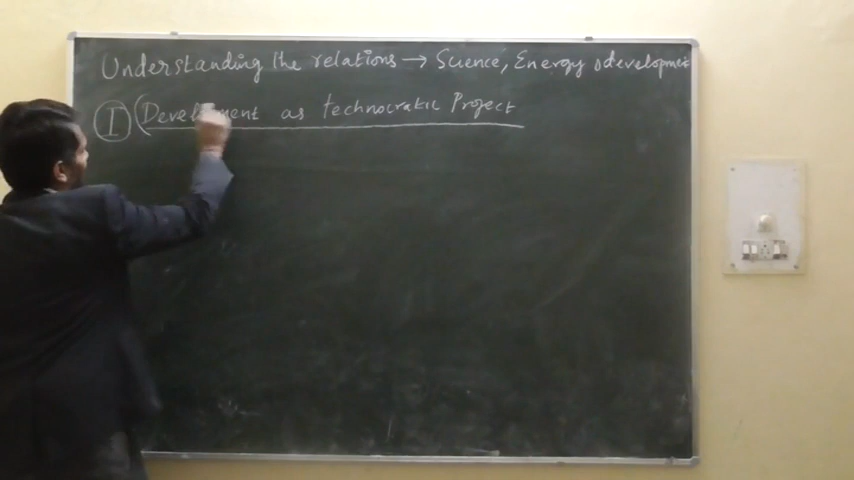 Understanding the relations → Science, Energy & development
I (Development as technocratic Project